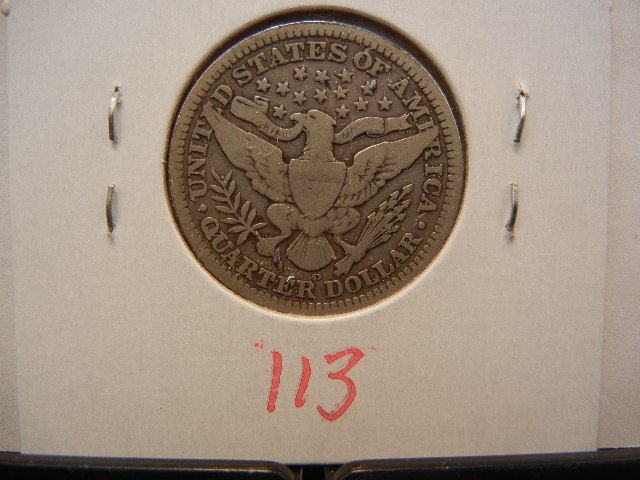 UNITED STATES OF AMERICA
QUARTER DOLLAR
D
113